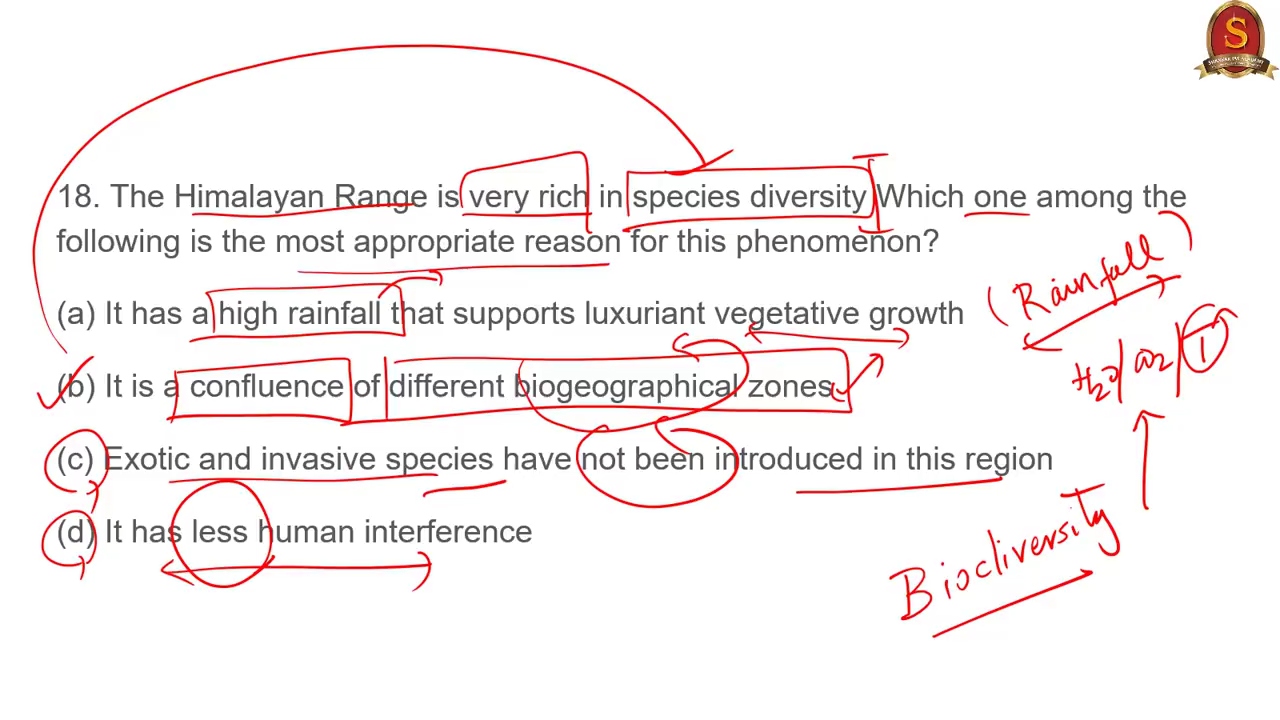 18. The Himalayan Range is very rich in species diversity Which one among the
following is the most appropriate reason for this phenomenon?
(a) It has a high rainfall that supports luxuriant vegetative growth
(b) It is a confluence of different biogeographical zones
(c) Exotic and invasive species have not been introduced in this region
(d) It has less human interference
(Rainfall)
H2O/
Biodiversity
S